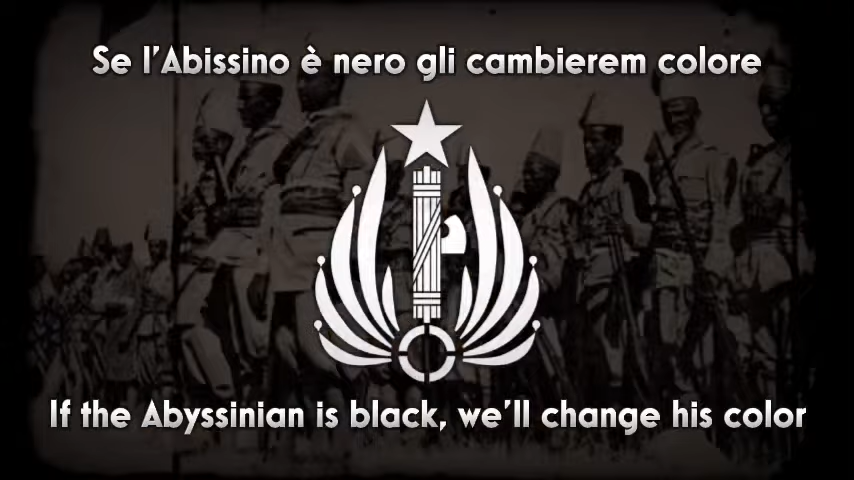 Se l'Abissino è nero gli cambierem colore
If the Abyssinian is black, we'll change his color